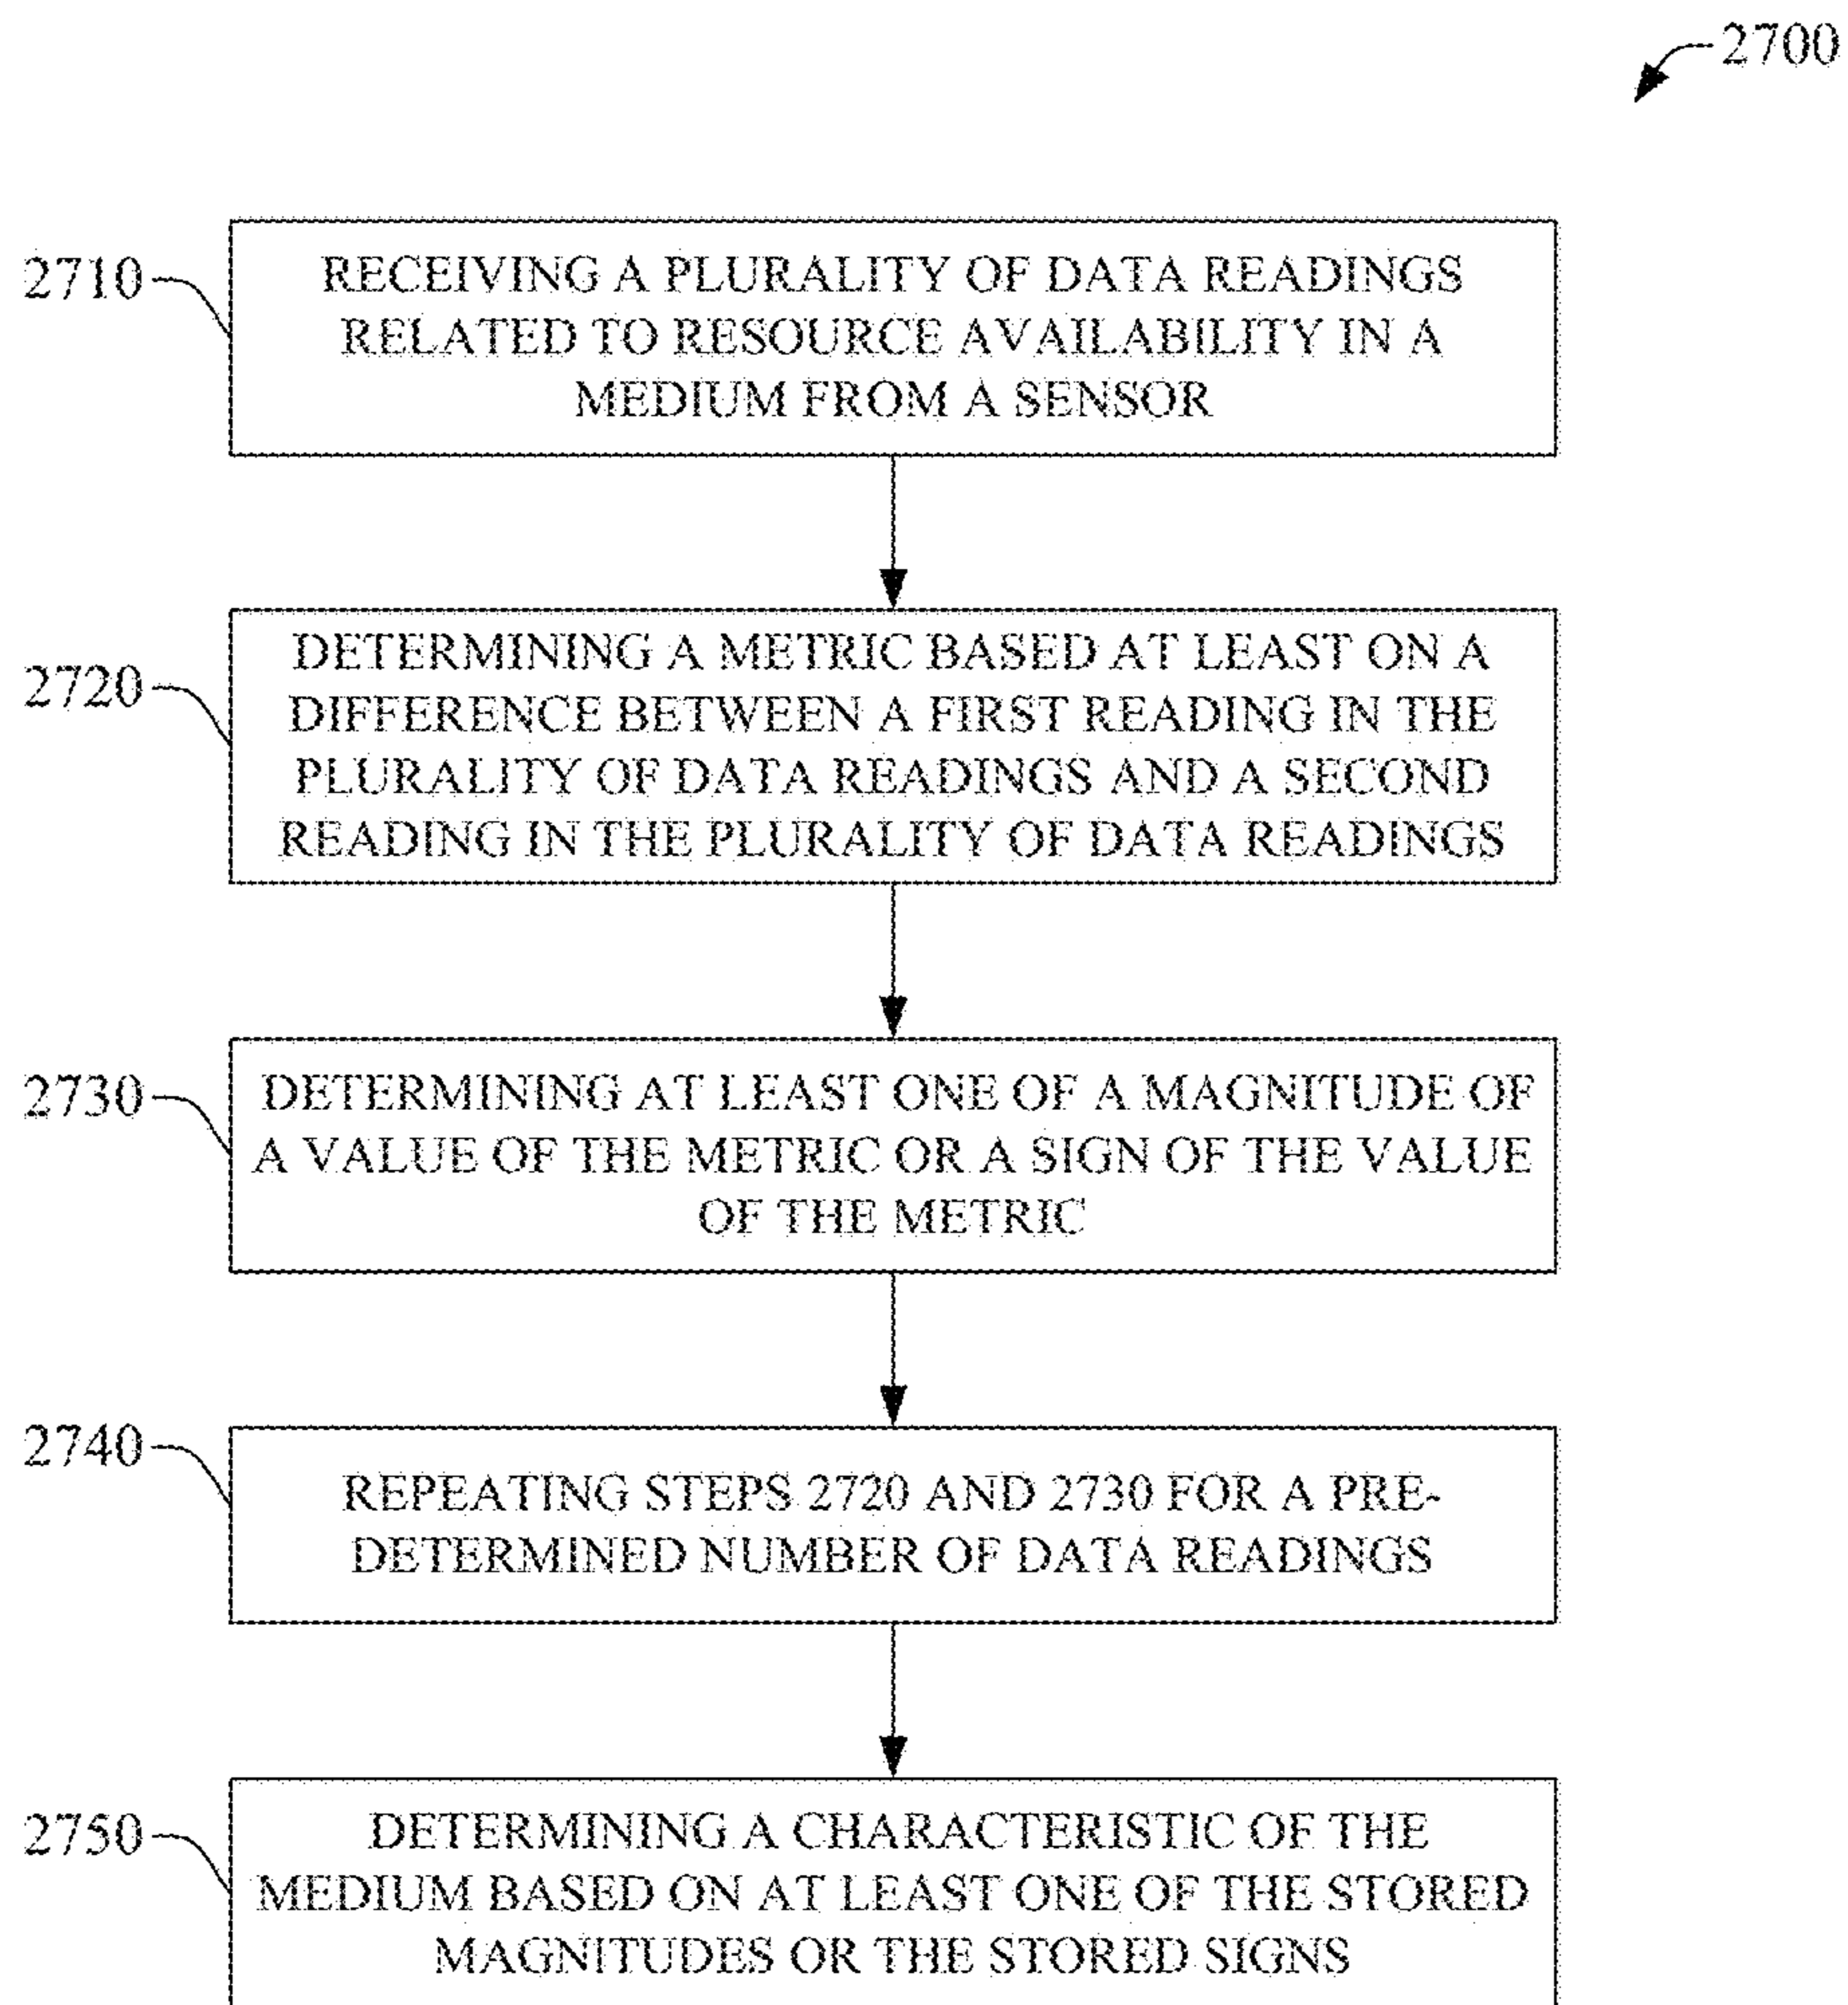 2700
2710
RECEIVING A PLURALITY OF DATA READINGS
RELATED TO RESOURCE AVAILABILITY IN A
MEDIUM FROM A SENSOR
2720
DETERMINING A METRIC BASED AT LEAST ON A
DIFFERENCE BETWEEN A FIRST READING IN THE
PLURALITY OF DATA READINGS AND A SECOND
READING IN THE PLURALITY OF DATA READINGS
2730
DETERMINING AT LEAST ONE OF A MAGNITUDE OF
A VALUE OF THE METRIC OR A SIGN OF THE VALUE
OF THE METRIC
2740
REPEATING STEPS 2720 AND 2730 FOR A PRE-
DETERMINED NUMBER OF DATA READINGS
2750
DETERMINING A CHARACTERISTIC OF THE
MEDIUM BASED ON AT LEAST ONE OF THE STORED
MAGNITUDES OR THE STORED SIGNS